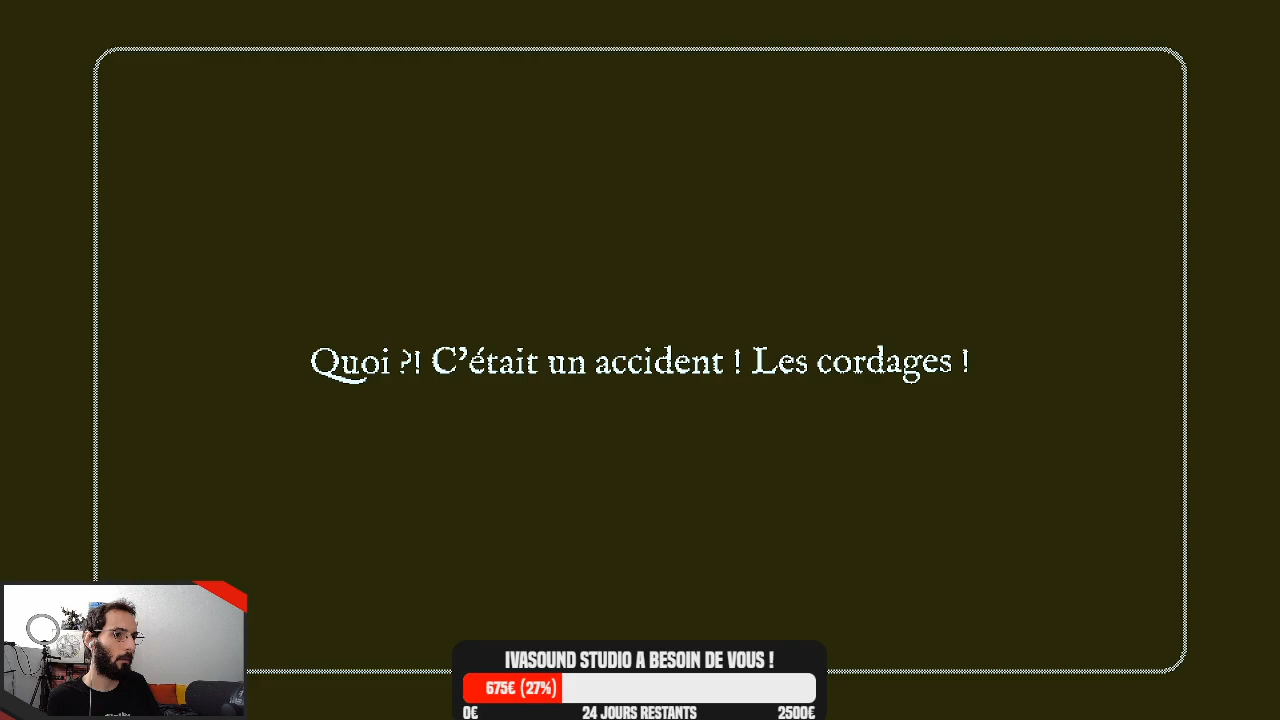 Quoi ?! C'était un accident ! Les cordages !
IVASOUND STUDIO A BESOIN DE VOUS !
675€ (27%)
0€ 24 JOURS RESTANTS 2500€